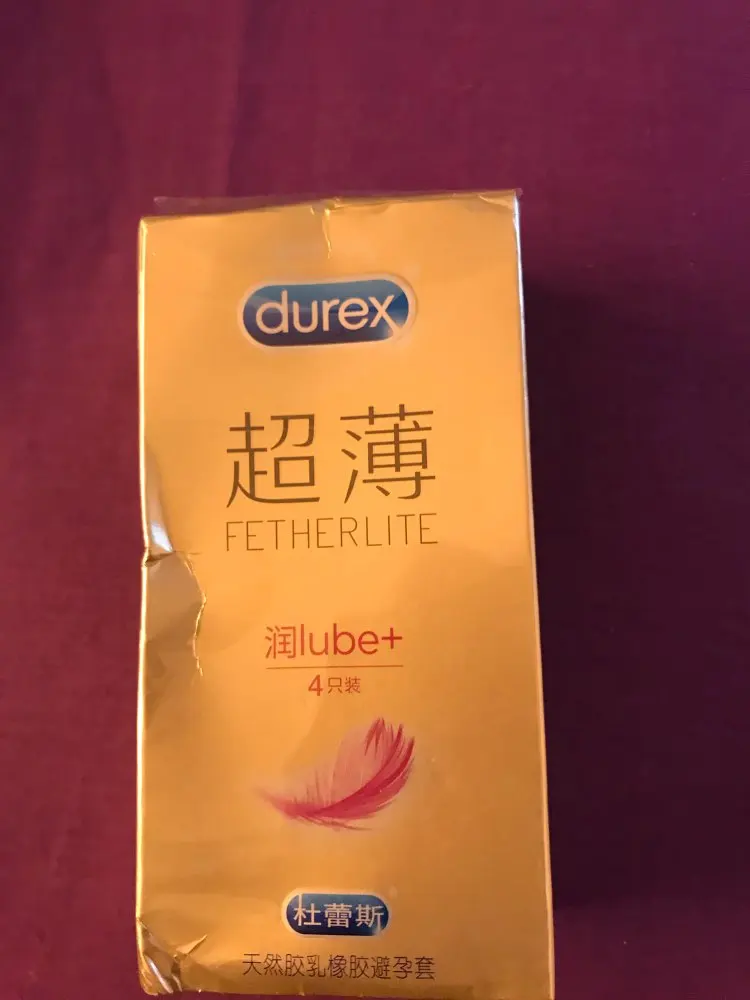 durex
超薄
FETHERLITE
润lube+
4只装
杜蕾斯
天然胶乳橡胶避孕套